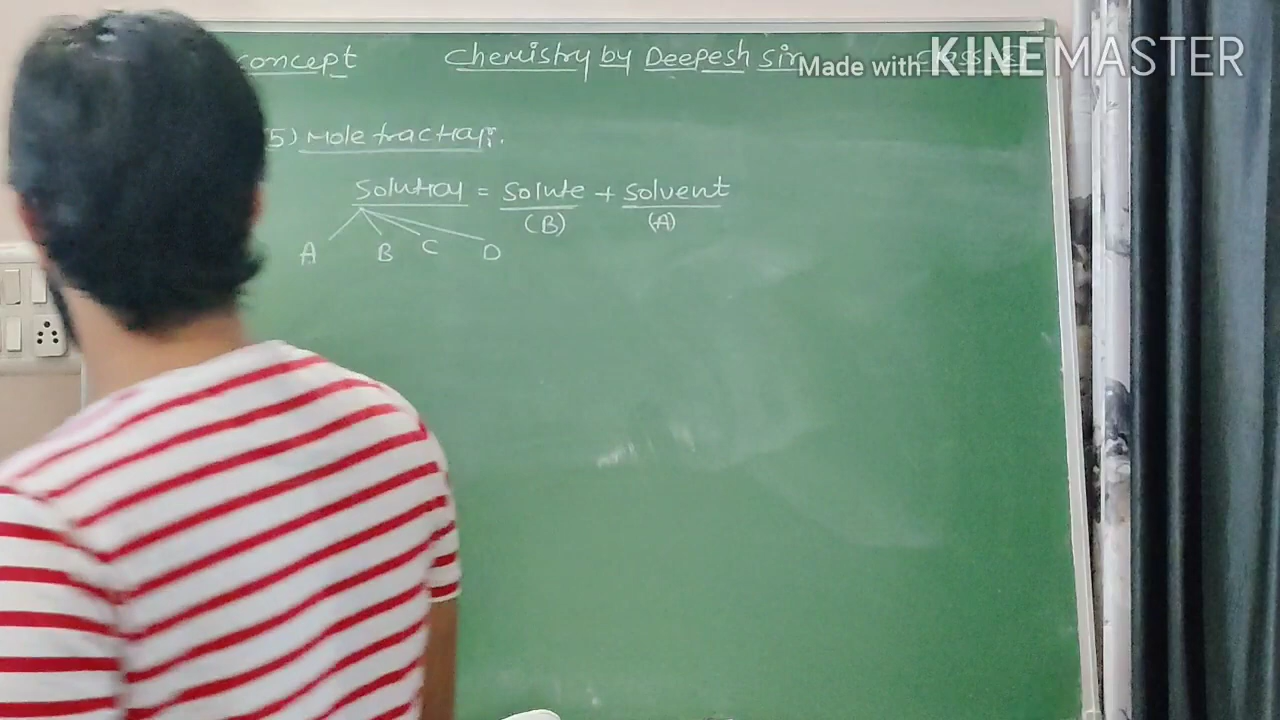 concept Chemistry by Deepesh sir
Made with KINEMASTER
5) Mole fraction:
Solution = Solute + Solvent
(B) (A)
A B C D